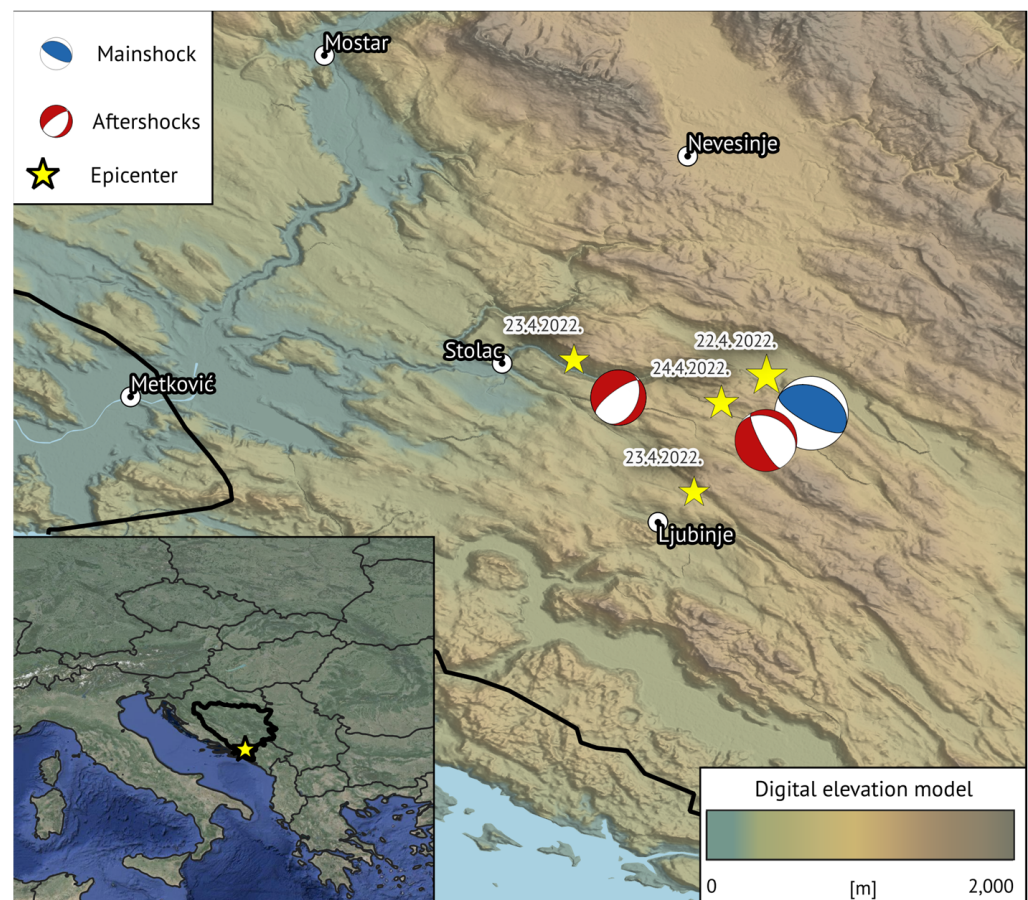 Mainshock
Aftershocks
Epicenter
Mostar
Nevesinje
23.4.2022.
22.4.2022.
Stolac
24.4.2022.
Metković
23.4.2022.
Ljubinje
Digital elevation model
0 [m] 2,000